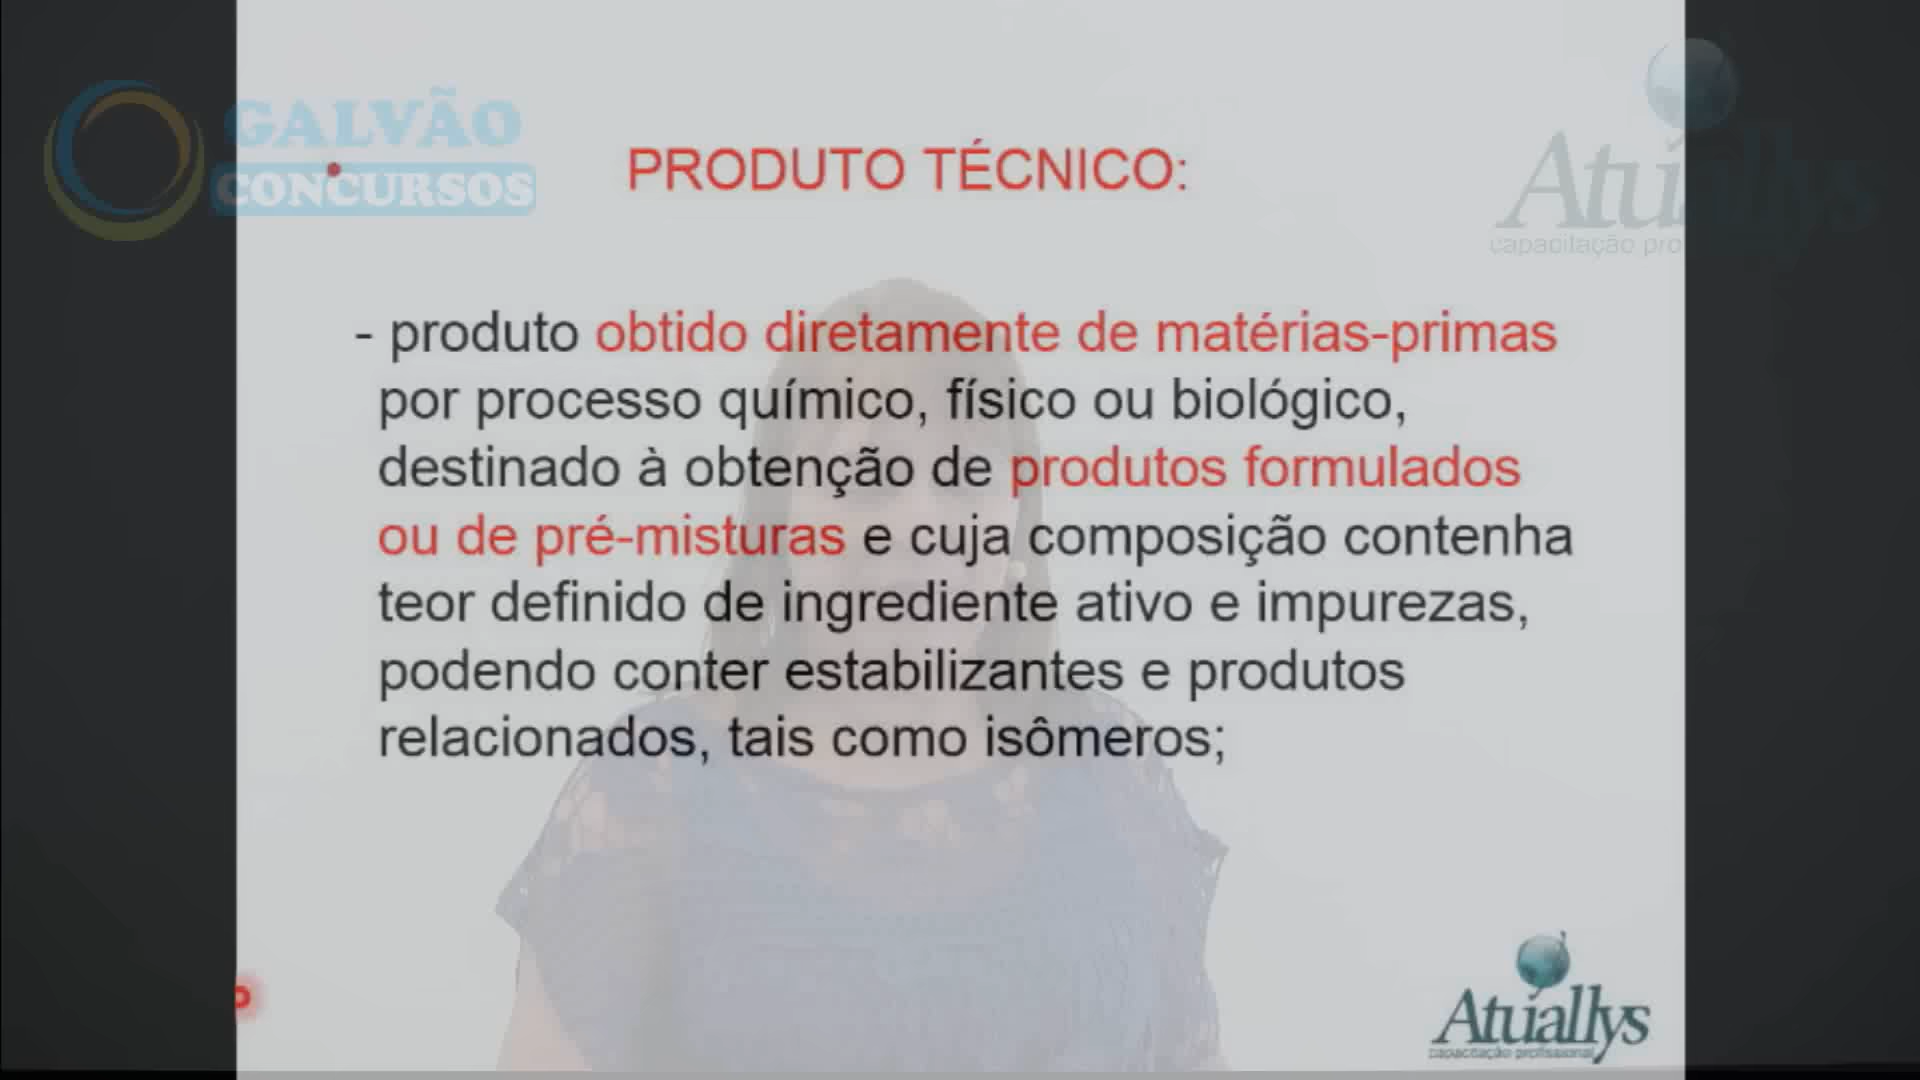 GALVÃO
CONCURSOS
Atuallys
capacitação pro
PRODUTO TÉCNICO:
- produto obtido diretamente de matérias-primas
por processo químico, físico ou biológico,
destinado à obtenção de produtos formulados
ou de pré-misturas e cuja composição contenha
teor definido de ingrediente ativo e impurezas,
podendo conter estabilizantes e produtos
relacionados, tais como isômeros;
Atuallys
capacitação profissional